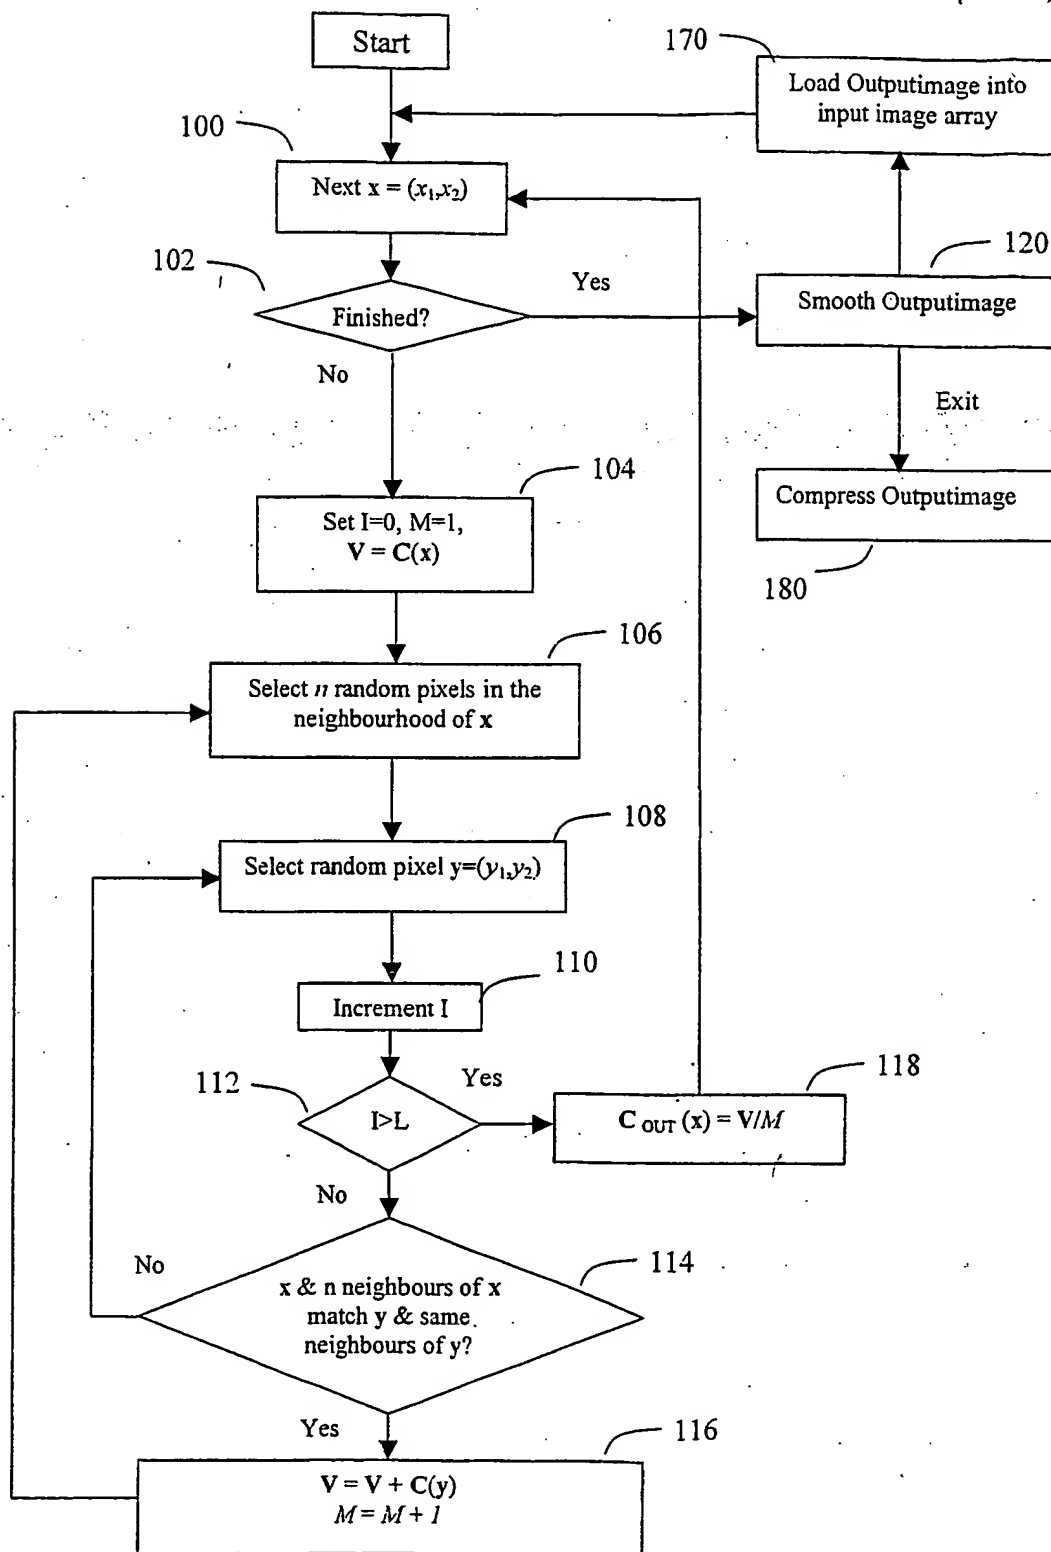 Start
170
Load Outputimage into
input image array
100
Next x = (x₁,x₂)
102
Finished?
Yes
120
Smooth Outputimage
No
Exit
104
Set I=0, M=1,
V = C(x)
Compress Outputimage
180
106
Select n random pixels in the
neighbourhood of x
108
Select random pixel y=(y₁,y₂)
110
Increment I
112
I>L
Yes
118
C OUT (x) = V/M
No
No
114
x & n neighbours of x
match y & same
neighbours of y?
Yes
116
V = V + C(y)
M = M + 1